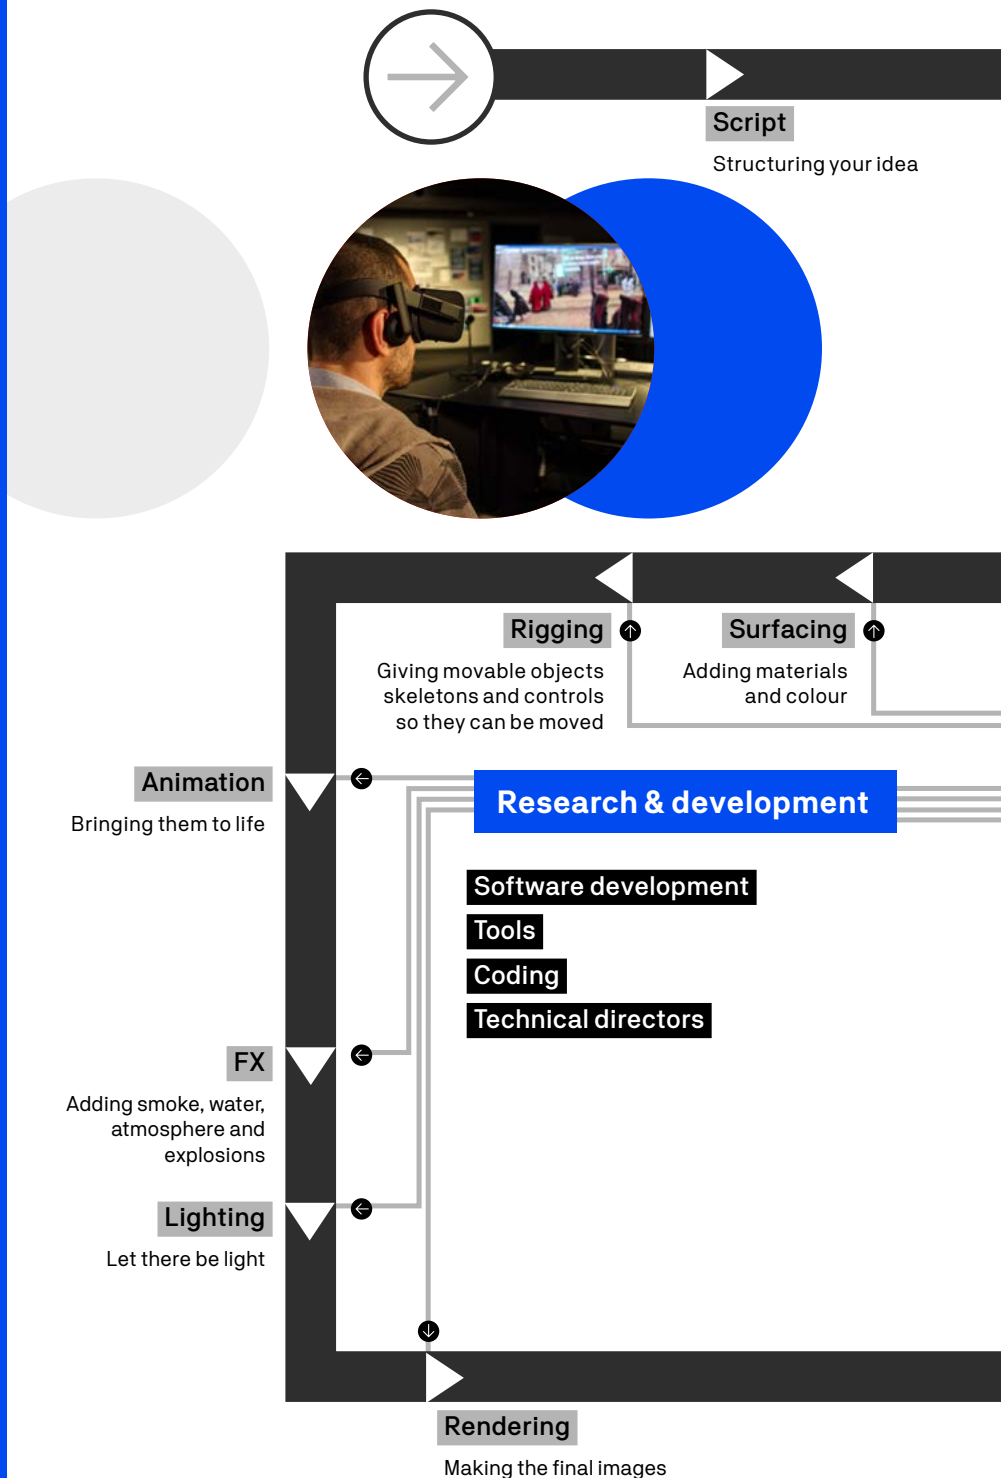 Script
Structuring your idea
Rigging
Giving movable objects
skeletons and controls
so they can be moved
Surfacing
Adding materials
and colour
Animation
Bringing them to life
Research & development
Software development
Tools
Coding
Technical directors
FX
Adding smoke, water,
atmosphere and
explosions
Lighting
Let there be light
Rendering
Making the final images